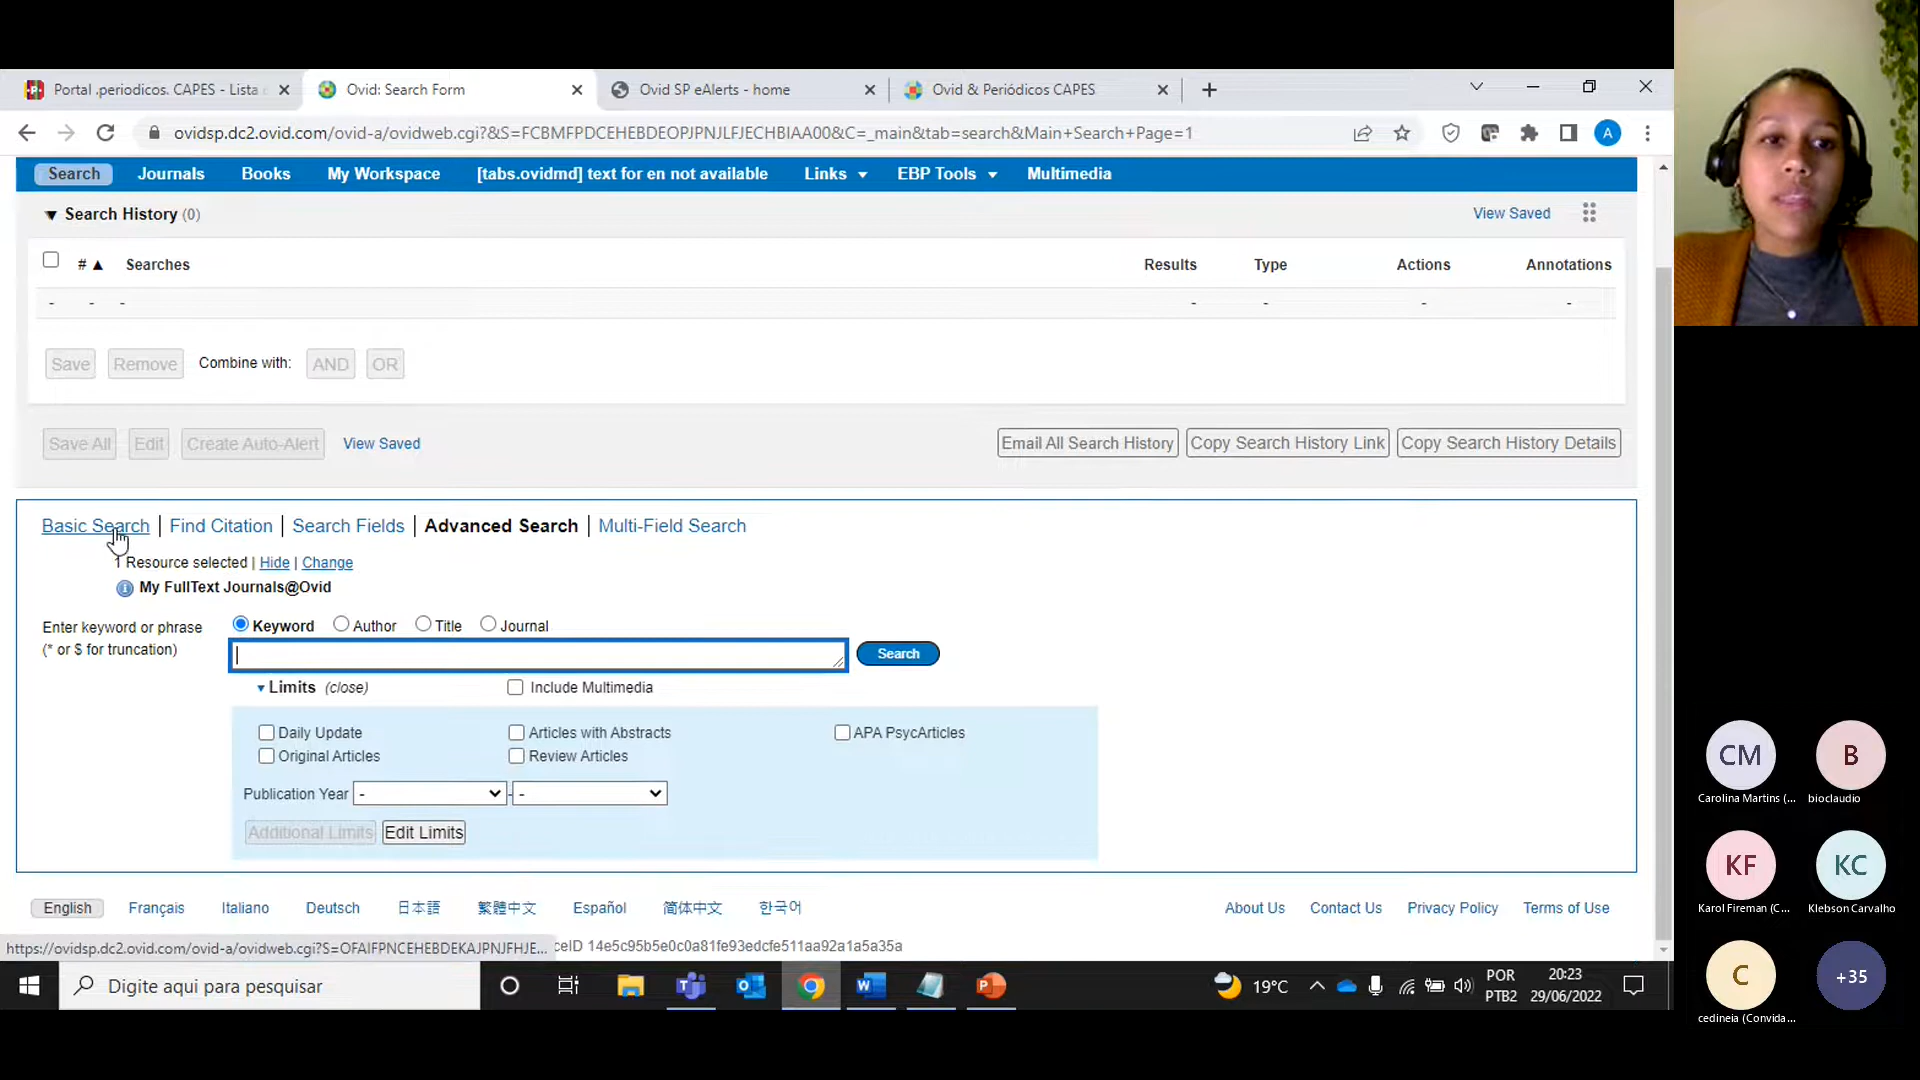 Portal .periodicos. CAPES - Lista
Ovid: Search Form
Ovid SP eAlerts - home
Ovid & Periódicos CAPES
ovidsp.dc2.ovid.com/ovid-a/ovidweb.cgi?&S=FCBMFPDCEHEBDEOPJPNJLFJECHBIAA00&C=_main&tab=search&Main+Search+Page=1
A
Search Journals Books My Workspace [tabs.ovidmd] text for en not available Links EBP Tools Multimedia
Search History (0)
View Saved
# ▲ Searches Results Type Actions Annotations
- - - - - - -
Save Remove Combine with: AND OR
Save All Edit Create Auto-Alert View Saved Email All Search History Copy Search History Link Copy Search History Details
Basic Search | Find Citation | Search Fields | Advanced Search | Multi-Field Search
1 Resource selected | Hide | Change
My FullText Journals@Ovid
Enter keyword or phrase
(* or $ for truncation)
Keyword Author Title Journal
Search
Limits (close) Include Multimedia
Daily Update Articles with Abstracts APA PsycArticles
Original Articles Review Articles
Publication Year - - -
Additional Limits Edit Limits
English Français Italiano Deutsch 日本語 繁體中文 Español 简体中文 한국어
About Us Contact Us Privacy Policy Terms of Use
https://ovidsp.dc2.ovid.com/ovid-a/ovidweb.cgi?S=OFAIFPNCEHEBDEKAJPNJFHJE... ceID 14e5c95b5e0c0a81fe93edcfe511aa92a1a5a35a
Digite aqui para pesquisar
19°C
POR
PTB2
20:23
29/06/2022
CM
Carolina Martins (...
B
bioclaudio
KF
Karol Fireman (C...
KC
Klebson Carvalho
C
cedineia (Convida...
+35